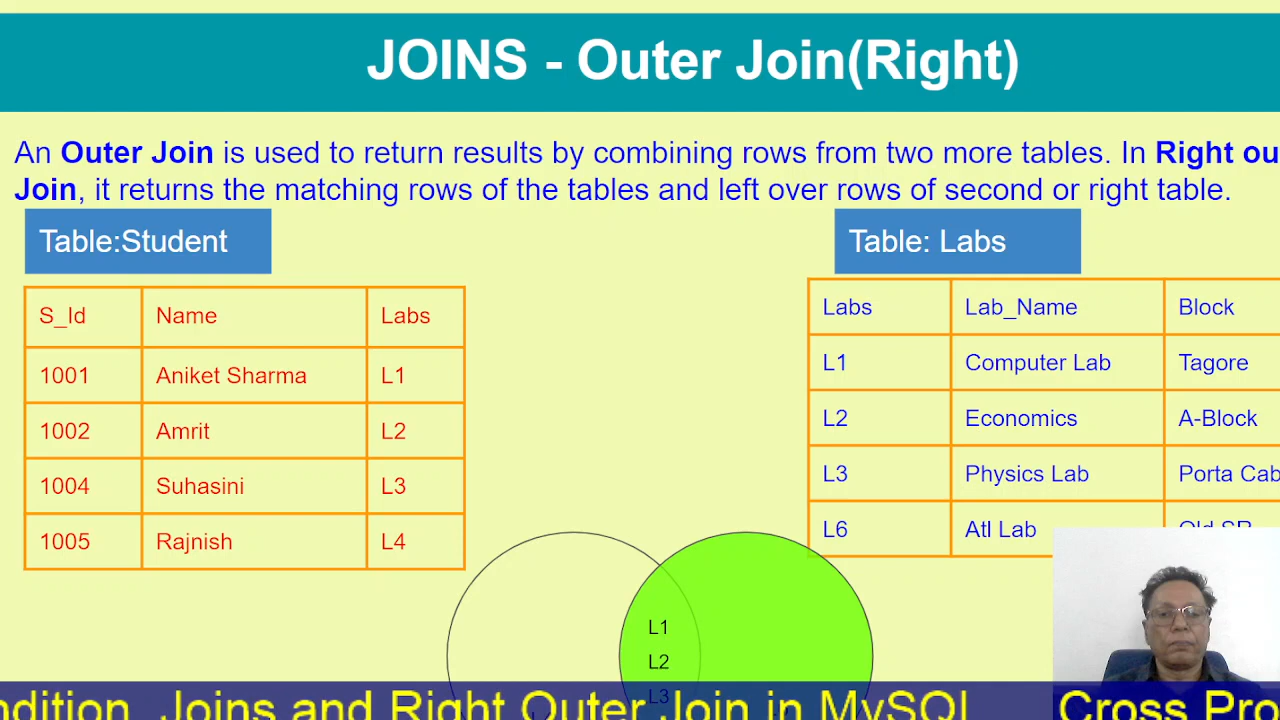 JOINS - Outer Join(Right)
An Outer Join is used to return results by combining rows from two more tables. In Right ou
Join, it returns the matching rows of the tables and left over rows of second or right table.
Table:Student
S_Id Name Labs
1001 Aniket Sharma L1
1002 Amrit L2
1004 Suhasini L3
1005 Rajnish L4
Table: Labs
Labs Lab_Name Block
L1 Computer Lab Tagore
L2 Economics A-Block
L3 Physics Lab Porta Cab
L6 Atl Lab Old SR
L1
L2
L3
ndition, Joins and Right Outer Join in MySQl Cross Pro